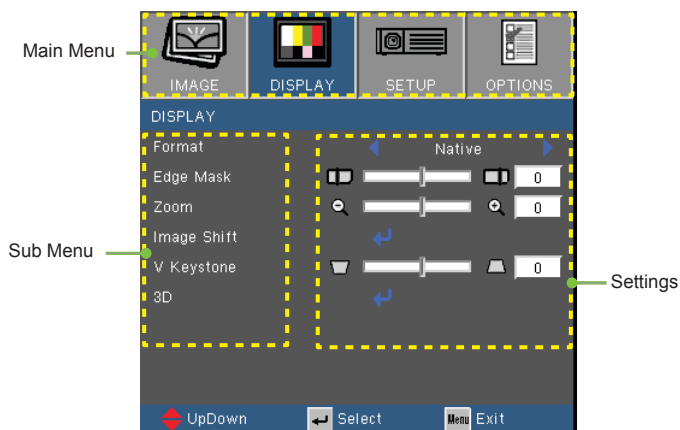 Main Menu
IMAGE DISPLAY SETUP OPTIONS
DISPLAY
Format Native
Edge Mask 0
Zoom 0
Image Shift
Sub Menu
V Keystone 0
Settings
3D
UpDown Select Menu Exit